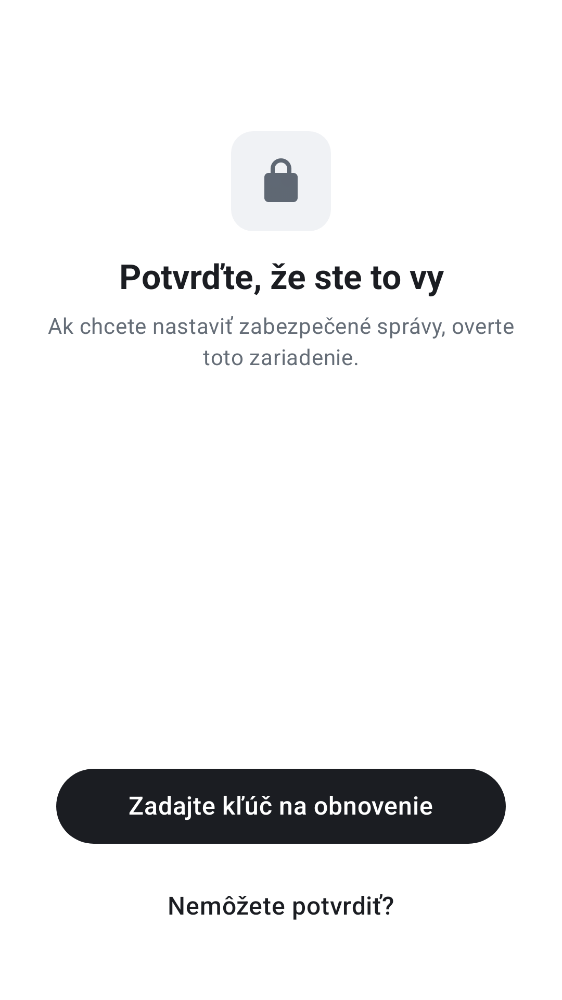 Potvrďte, že ste to vy
Ak chcete nastaviť zabezpečené správy, overte
toto zariadenie.
Zadajte kľúč na obnovenie
Nemôžete potvrdiť?